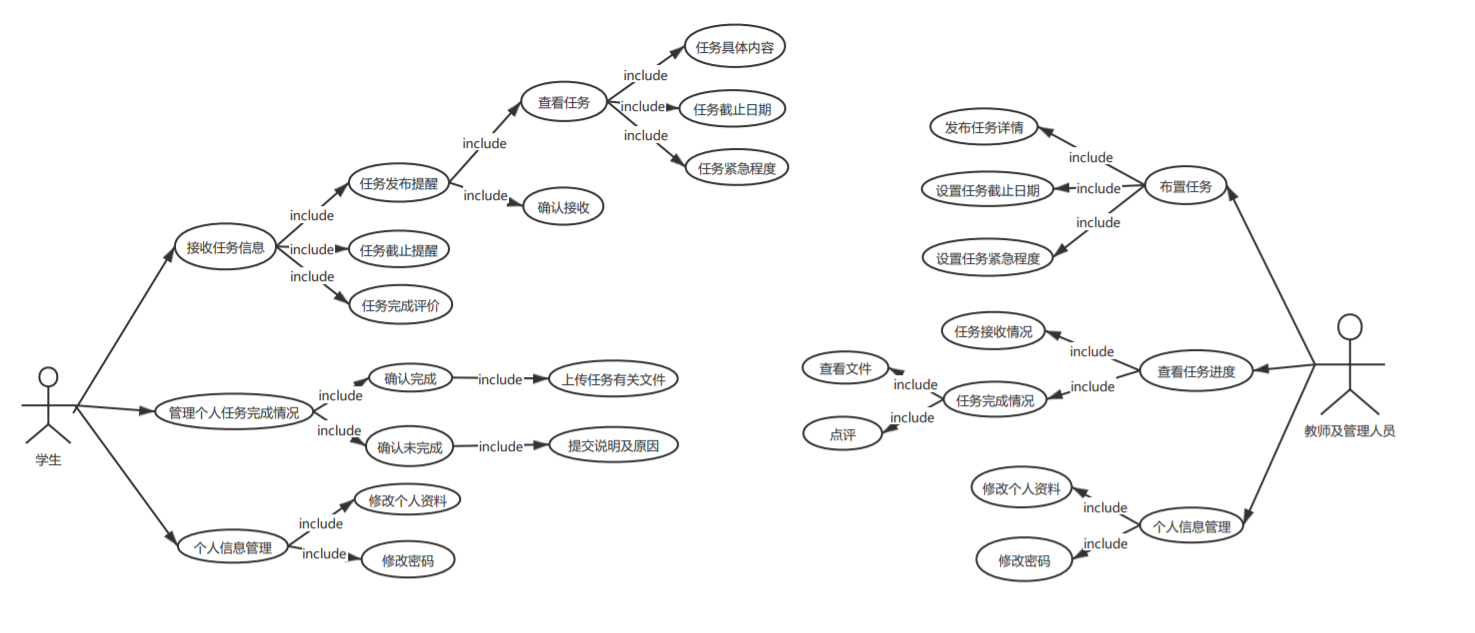 任务具体内容
include
查看任务
include
任务截止日期
include
任务紧急程度
include
任务发布提醒
include
确认接收
include
接收任务信息
include
任务截止提醒
include
任务完成评价
确认完成
include
上传任务有关文件
include
管理个人任务完成情况
include
确认未完成
include
提交说明及原因
学生
修改个人资料
include
个人信息管理
include
修改密码
发布任务详情
include
设置任务截止日期
include
布置任务
include
设置任务紧急程度
任务接收情况
include
查看任务进度
查看文件
include
include
任务完成情况
include
点评
教师及管理人员
修改个人资料
include
个人信息管理
include
修改密码